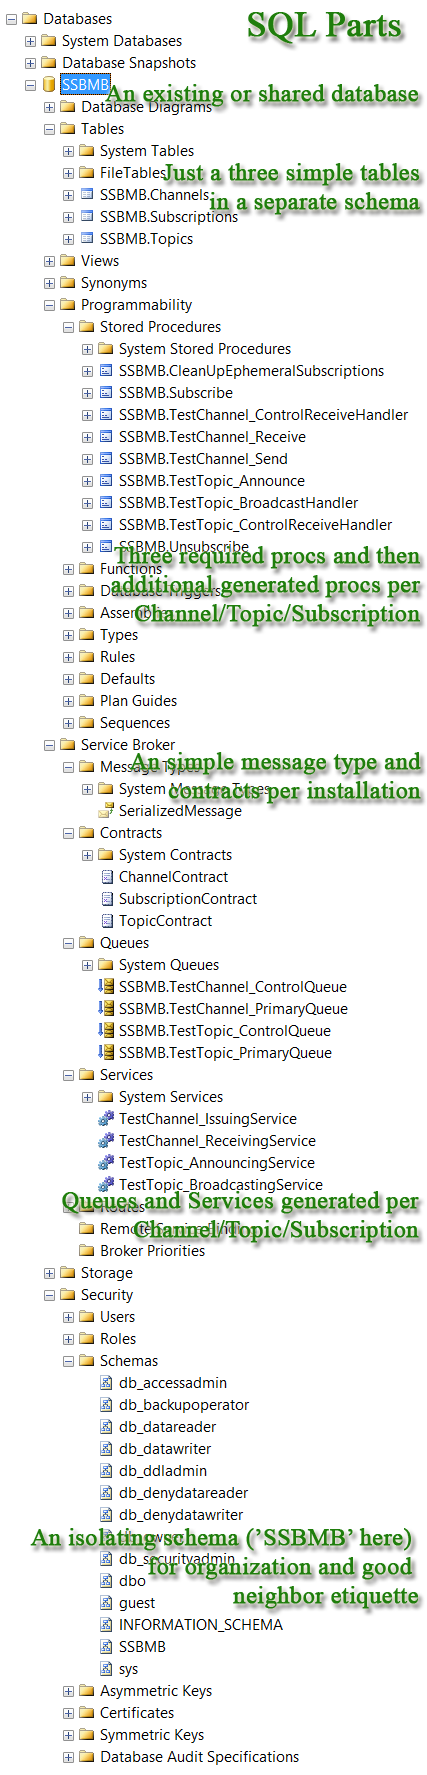 SQL Parts
Databases
System Databases
Database Snapshots
SSBMB
An existing or shared database
Database Diagrams
Tables
System Tables
FileTables
Just a three simple tables
SSBMB.Channels
in a separate schema
SSBMB.Subscriptions
SSBMB.Topics
Views
Synonyms
Programmability
Stored Procedures
System Stored Procedures
SSBMB.CleanUpEphemeralSubscriptions
SSBMB.Subscribe
SSBMB.TestChannel_ControlReceiveHandler
SSBMB.TestChannel_Receive
SSBMB.TestChannel_Send
SSBMB.TestTopic_Announce
SSBMB.TestTopic_BroadcastHandler
SSBMB.TestTopic_ControlReceiveHandler
SSBMB.Unsubscribe
Three required procs and then
Functions
additional generated procs per
Database Triggers
Channel/Topic/Subscription
Assemblies
Types
Rules
Defaults
Plan Guides
Sequences
Service Broker
An simple message type and
Message Types
contracts per installation
System Message Types
SerializedMessage
Contracts
System Contracts
ChannelContract
SubscriptionContract
TopicContract
Queues
System Queues
SSBMB.TestChannel_ControlQueue
SSBMB.TestChannel_PrimaryQueue
SSBMB.TestTopic_ControlQueue
SSBMB.TestTopic_PrimaryQueue
Services
System Services
TestChannel_IssuingService
TestChannel_ReceivingService
TestTopic_AnnouncingService
TestTopic_BroadcastingService
Queues and Services generated per
Routes
Channel/Topic/Subscription
Remote Service Binding
Broker Priorities
Storage
Security
Users
Roles
Schemas
db_accessadmin
db_backupoperator
db_datareader
db_datawriter
db_ddladmin
db_denydatareader
db_denydatawriter
db_owner
An isolating schema ('SSBMB' here)
db_securityadmin
for organization and good
dbo
neighbor etiquette
guest
INFORMATION_SCHEMA
SSBMB
sys
Asymmetric Keys
Certificates
Symmetric Keys
Database Audit Specifications